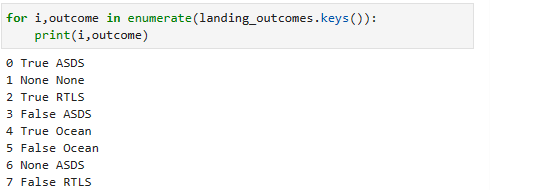 for i,outcome in enumerate(landing_outcomes.keys()):
    print(i,outcome)
0 True ASDS
1 None None
2 True RTLS
3 False ASDS
4 True Ocean
5 False Ocean
6 None ASDS
7 False RTLS